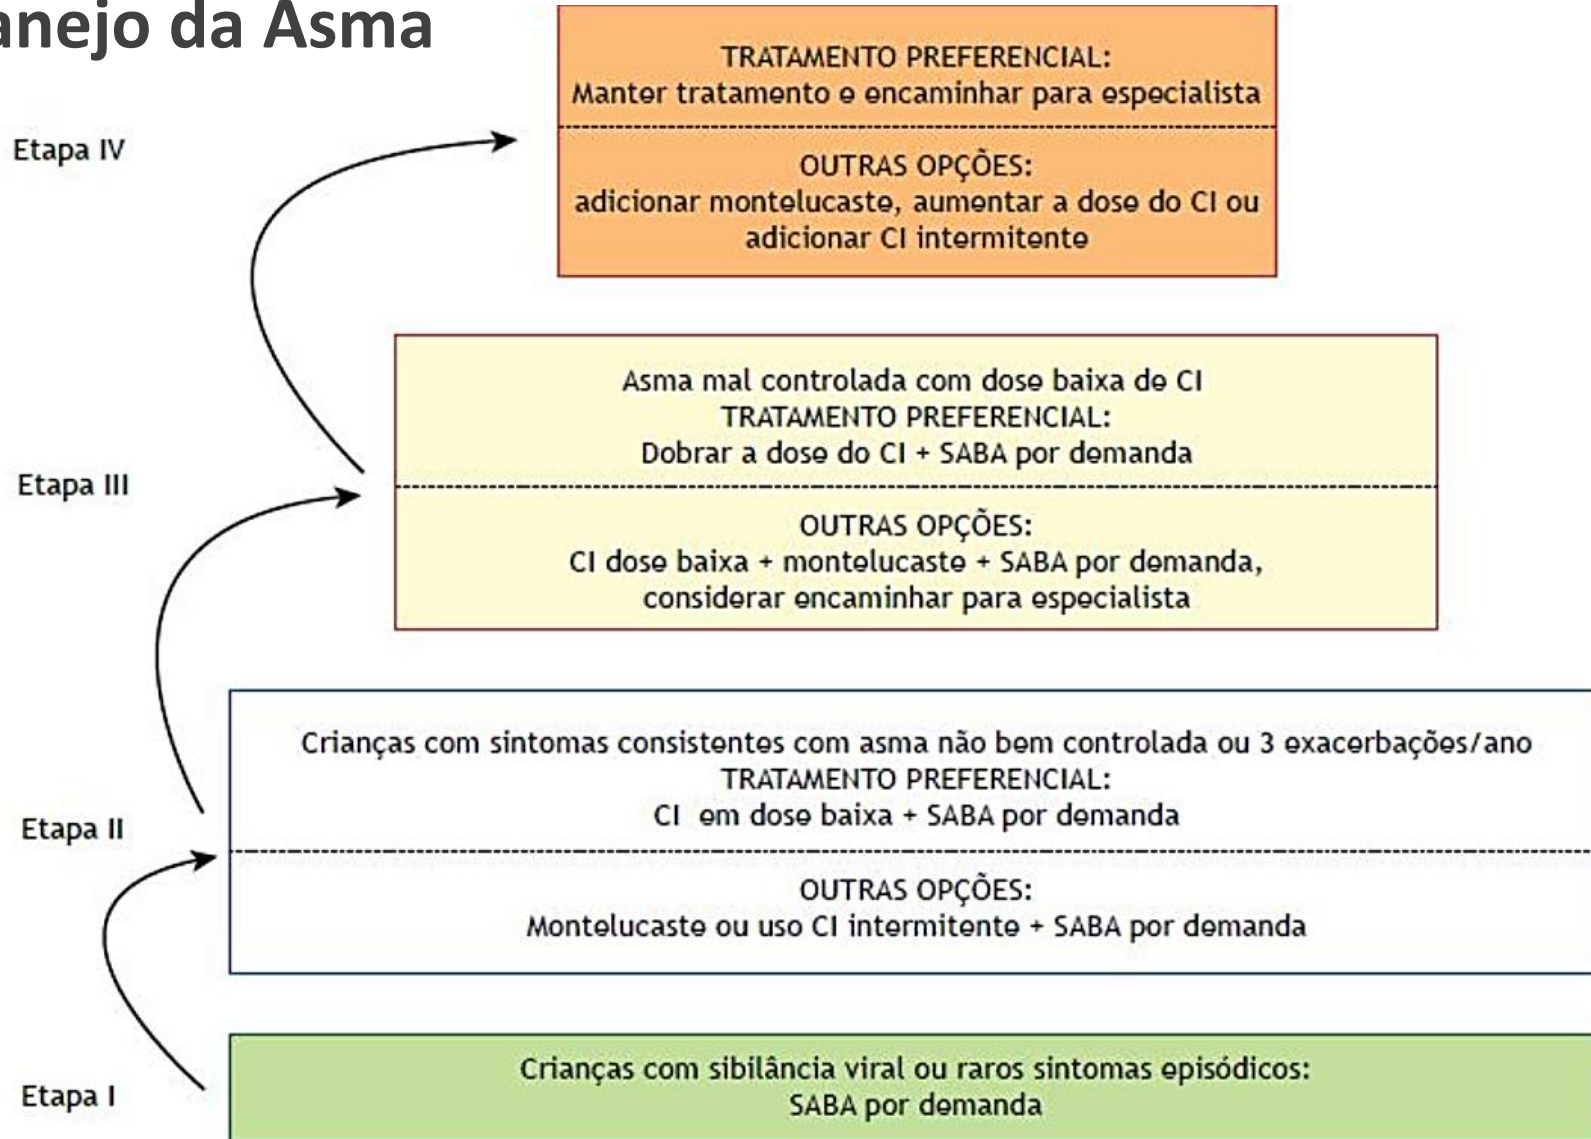 anejo da Asma
Etapa IV
TRATAMENTO PREFERENCIAL:
Manter tratamento e encaminhar para especialista
OUTRAS OPÇÕES:
adicionar montelucaste, aumentar a dose do CI ou
adicionar CI intermitente
Etapa III
Asma mal controlada com dose baixa de CI
TRATAMENTO PREFERENCIAL:
Dobrar a dose do CI + SABA por demanda
OUTRAS OPÇÕES:
CI dose baixa + montelucaste + SABA por demanda,
considerar encaminhar para especialista
Etapa II
Crianças com sintomas consistentes com asma não bem controlada ou 3 exacerbações/ano
TRATAMENTO PREFERENCIAL:
CI em dose baixa + SABA por demanda
OUTRAS OPÇÕES:
Montelucaste ou uso CI intermitente + SABA por demanda
Etapa I
Crianças com sibilância viral ou raros sintomas episódicos:
SABA por demanda